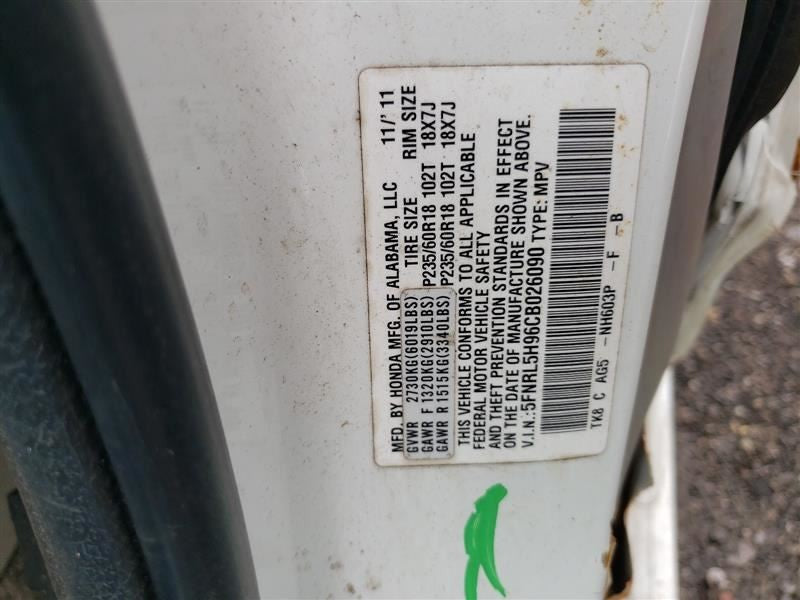 MFD. BY HONDA MFG. OF ALABAMA, LLC 11/'11
GVWR 2730KG(6019LBS) TIRE SIZE RIM SIZE
GAWR F 1320KG(2910LBS) P235/60R18 102T 18X7J
GAWR R 1515KG(3340LBS) P235/60R18 102T 18X7J
THIS VEHICLE CONFORMS TO ALL APPLICABLE
FEDERAL MOTOR VEHICLE SAFETY
AND THEFT PREVENTION STANDARDS IN EFFECT
ON THE DATE OF MANUFACTURE SHOWN ABOVE.
V.I.N.:5FNRL5H96CB026090 TYPE: MPV
TK8 C AG5 -NH603P -F -B